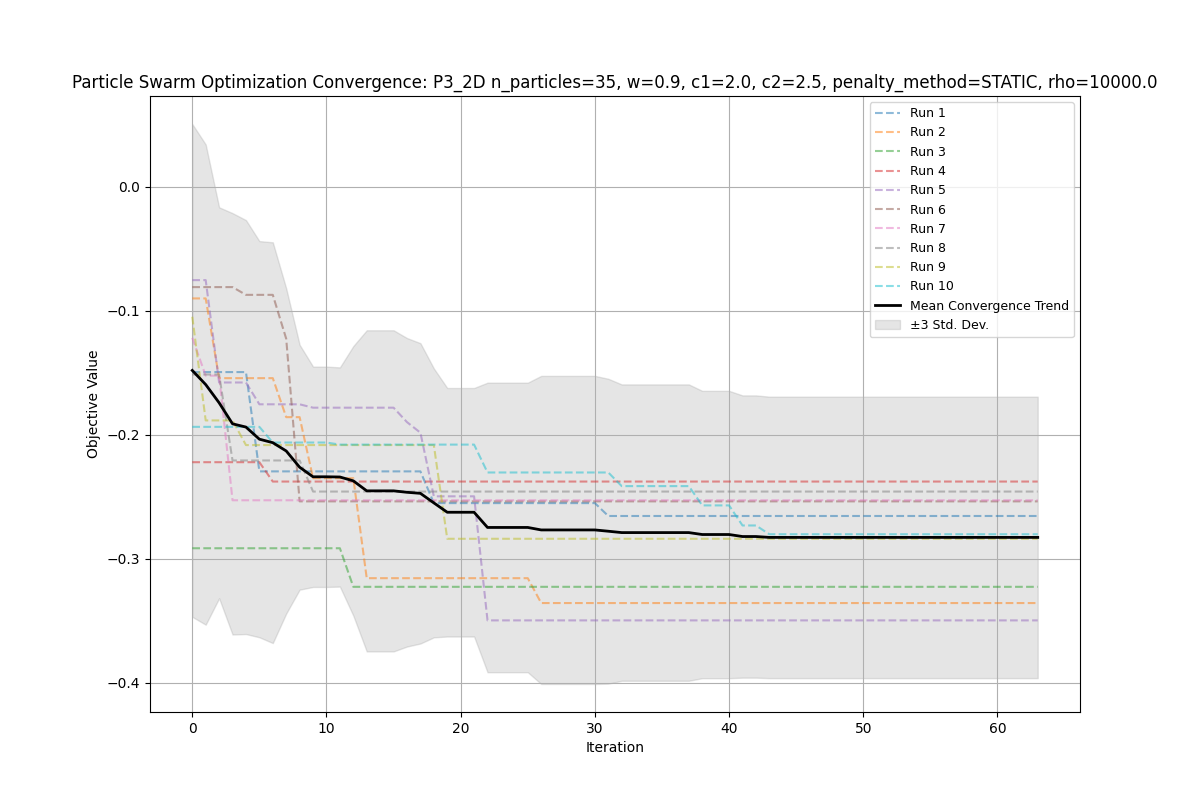 Particle Swarm Optimization Convergence: P3_2D n_particles=35, w=0.9, c1=2.0, c2=2.5, penalty_method=STATIC, rho=10000.0
Run 1
Run 2
Run 3
Run 4
Run 5
Run 6
Run 7
Run 8
Run 9
Run 10
Mean Convergence Trend
±3 Std. Dev.
Objective Value
0.0
−0.1
−0.2
−0.3
−0.4
0 10 20 30 40 50 60
Iteration